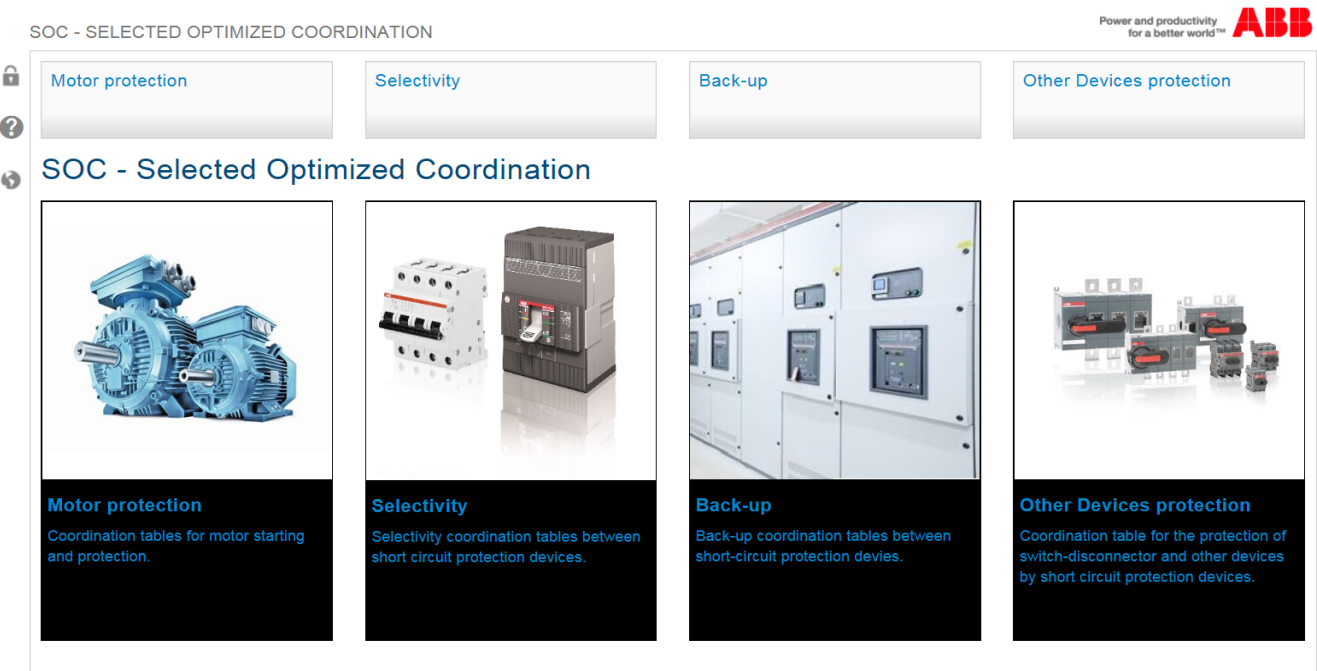 SOC - SELECTED OPTIMIZED COORDINATION
Power and productivity
for a better world™
ABB
Motor protection
Selectivity
Back-up
Other Devices protection
SOC - Selected Optimized Coordination
Motor protection
Coordination tables for motor starting
and protection.
Selectivity
Selectivity coordination tables between
short circuit protection devices.
Back-up
Back-up coordination tables between
short-circuit protection devies.
Other Devices protection
Coordination table for the protection of
switch-disconnector and other devices
by short circuit protection devices.